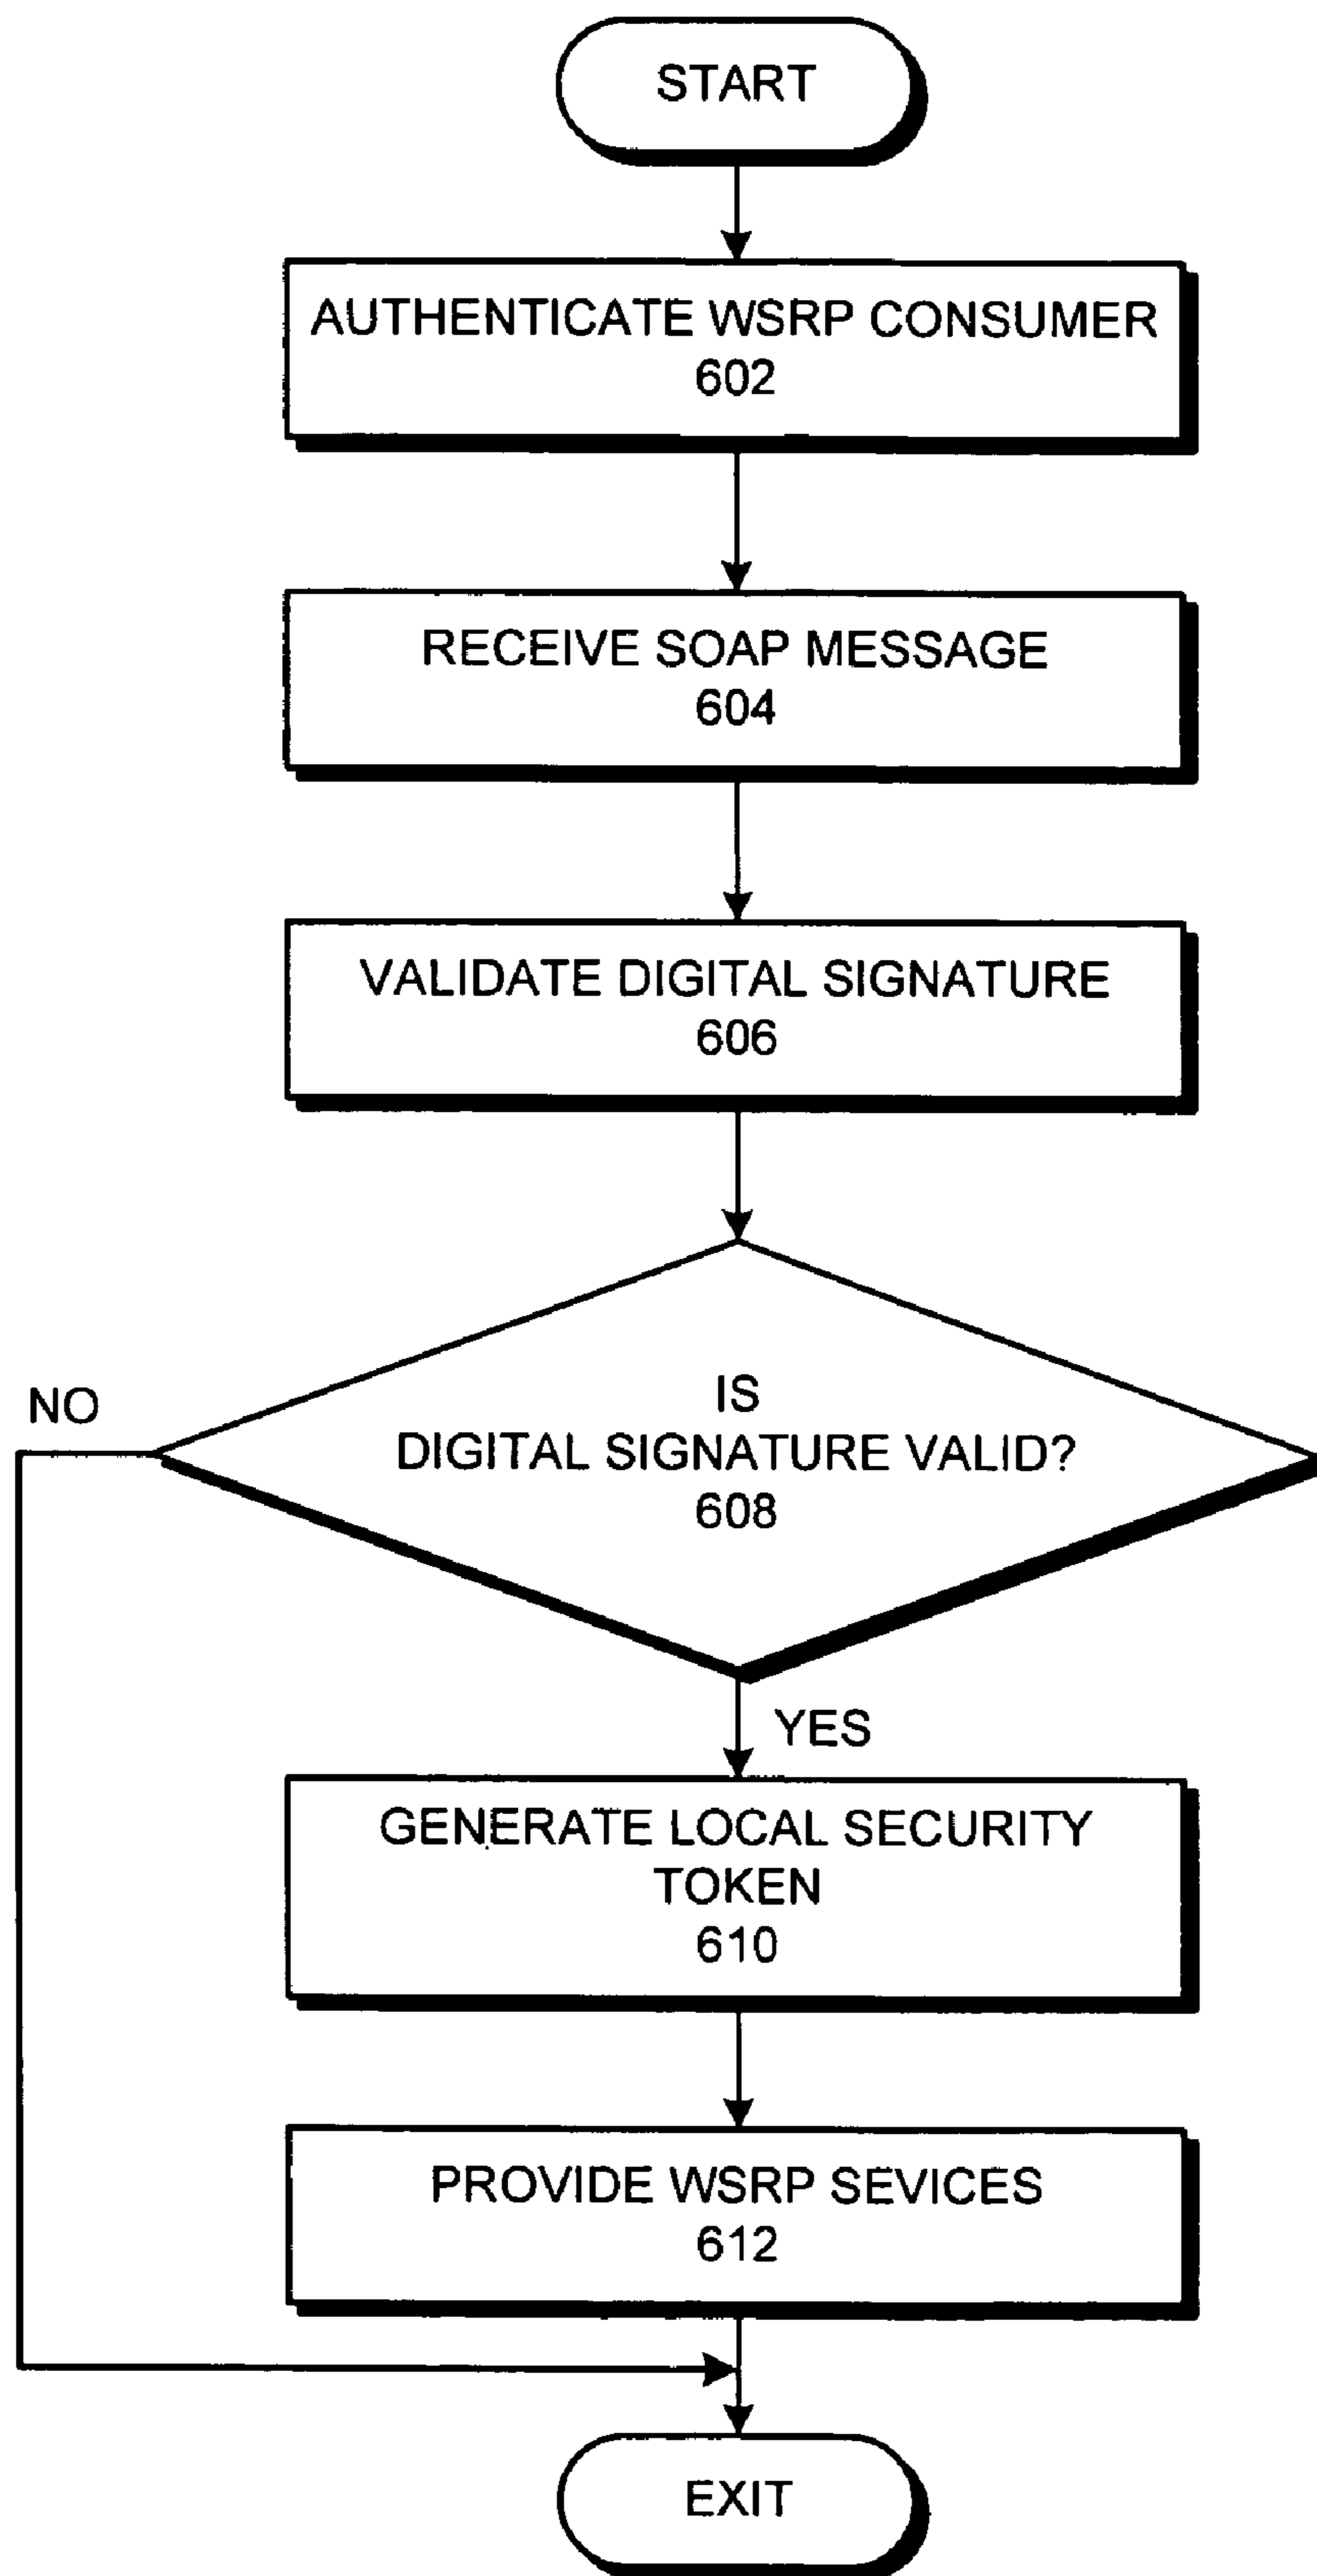 START
AUTHENTICATE WSRP CONSUMER
602
RECEIVE SOAP MESSAGE
604
VALIDATE DIGITAL SIGNATURE
606
IS
DIGITAL SIGNATURE VALID?
608
NO
YES
GENERATE LOCAL SECURITY
TOKEN
610
PROVIDE WSRP SEVICES
612
EXIT